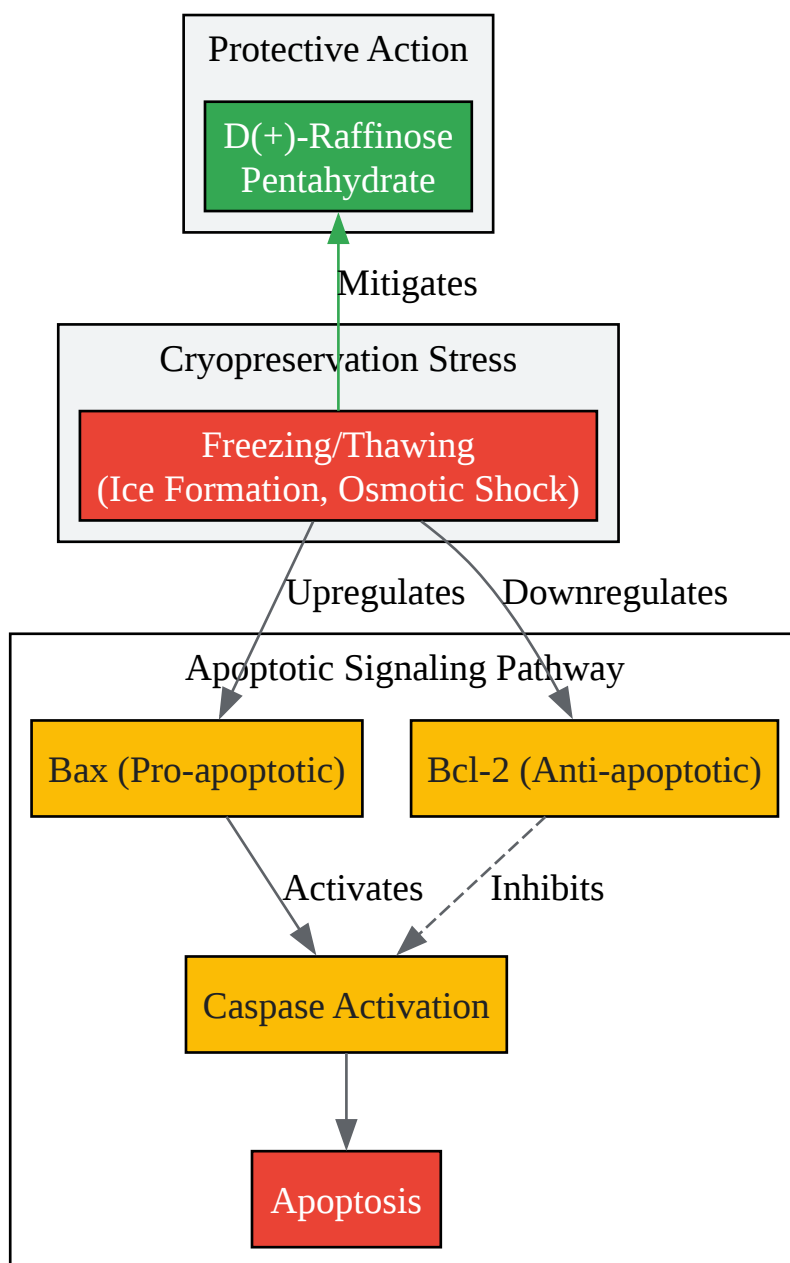 Protective Action
D(+)-Raffinose
Pentahydrate
Mitigates
Cryopreservation Stress
Freezing/Thawing
(Ice Formation, Osmotic Shock)
Upregulates
Downregulates
Apoptotic Signaling Pathway
Bax (Pro-apoptotic)
Bcl-2 (Anti-apoptotic)
Activates
Inhibits
Caspase Activation
Apoptosis